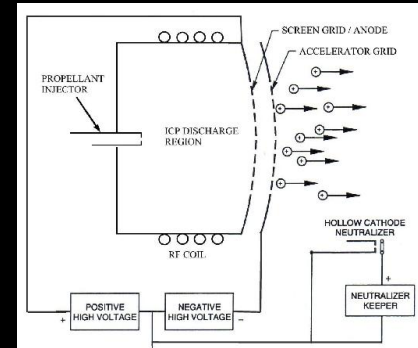 SCREEN GRID / ANODE
ACCELERATOR GRID
PROPELLANT
INJECTOR
ICP DISCHARGE
REGION
RF COIL
HOLLOW CATHODE
NEUTRALIZER
POSITIVE
HIGH VOLTAGE
NEGATIVE
HIGH VOLTAGE
NEUTRALIZER
KEEPER